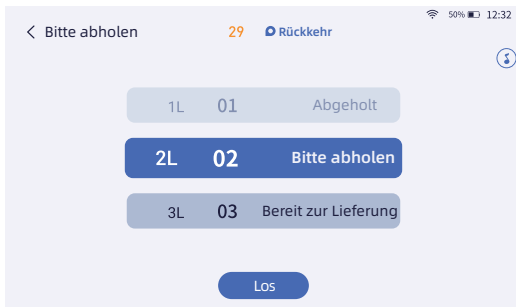 50% 12:32
Bitte abholen 29 Rückkehr
1L 01 Abgeholt
2L 02 Bitte abholen
3L 03 Bereit zur Lieferung
Los